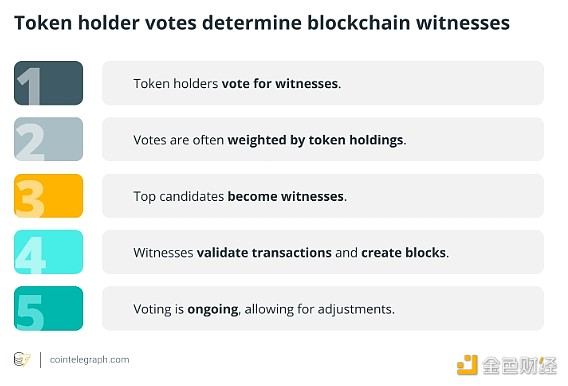 Token holder votes determine blockchain witnesses
1
Token holders vote for witnesses.
2
Votes are often weighted by token holdings.
3
Top candidates become witnesses.
4
Witnesses validate transactions and create blocks.
5
Voting is ongoing, allowing for adjustments.
cointelegraph.com
金色财经